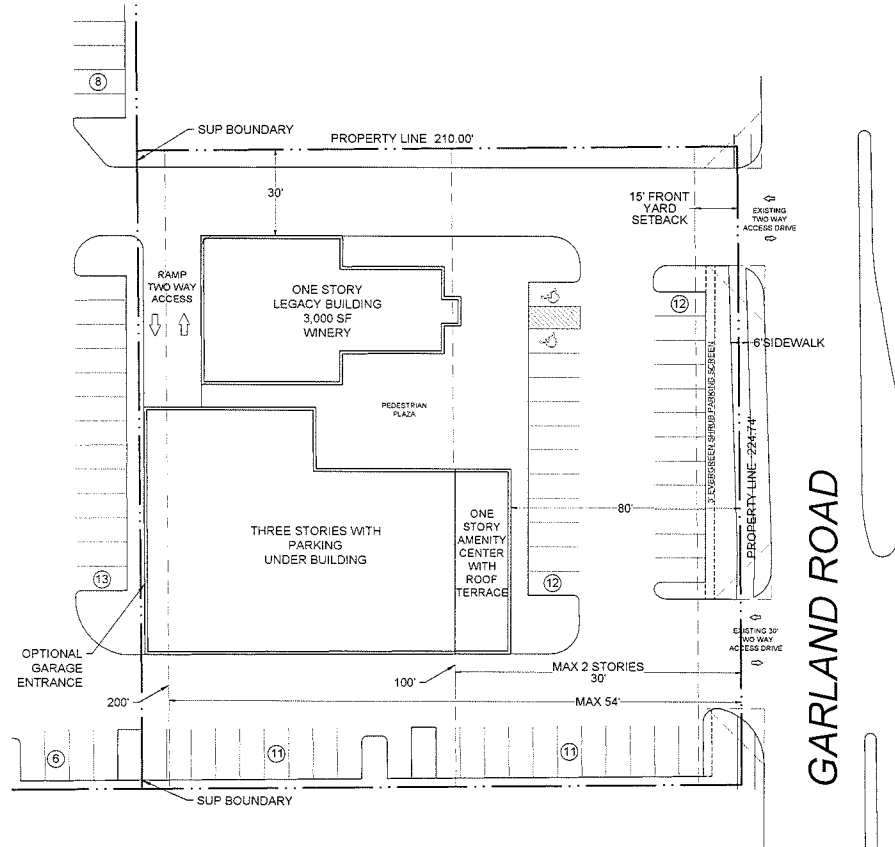 8
SUP BOUNDARY
PROPERTY LINE 210.00'
30'
15' FRONT
YARD
SETBACK
EXISTING
TWO WAY
ACCESS DRIVE
RAMP
TWO WAY
ACCESS
ONE STORY
LEGACY BUILDING
3,000 SF
WINERY
12
6'SIDEWALK
PEDESTRIAN
PLAZA
3' EVERGREEN SHRUB PARKING SCREEN
PROPERTY LINE 224.74'
GARLAND ROAD
80'
THREE STORIES WITH
PARKING
UNDER BUILDING
ONE
STORY
AMENITY
CENTER
WITH
ROOF
TERRACE
13
12
OPTIONAL
GARAGE
ENTRANCE
EXISTING 30'
TWO WAY
ACCESS DRIVE
MAX 2 STORIES
30'
100'
200'
MAX 54'
6
11
11
SUP BOUNDARY